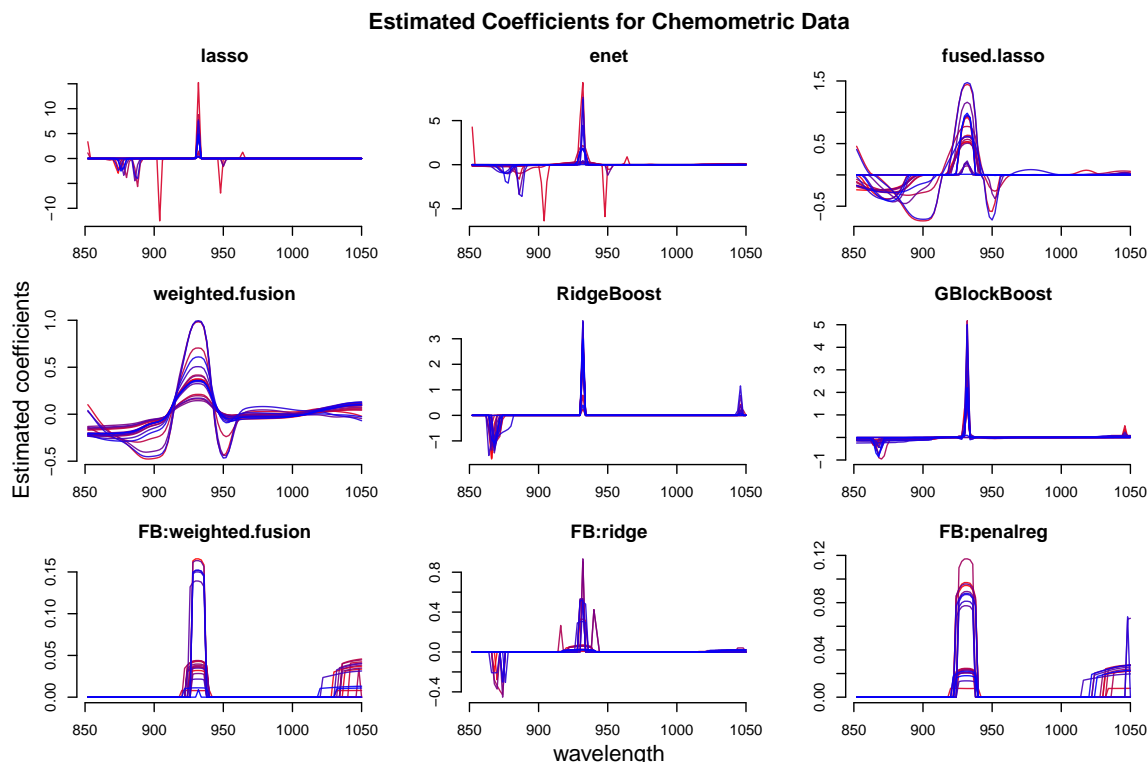 Estimated Coefficients for Chemometric Data
lasso
enet
fused.lasso
10
5
0
−10
850 900 950 1000 1050
5
0
−5
850 900 950 1000 1050
1.5
0.5
−0.5
850 900 950 1000 1050
weighted.fusion
RidgeBoost
GBlockBoost
Estimated coefficients
1.0
0.5
0.0
−0.5
850 900 950 1000 1050
3
2
1
0
−1
850 900 950 1000 1050
5
4
3
2
1
−1
850 900 950 1000 1050
FB:weighted.fusion
FB:ridge
FB:penalreg
0.15
0.10
0.05
0.00
850 900 950 1000 1050
0.8
0.4
0.0
−0.4
850 900 950 1000 1050
0.12
0.08
0.04
0.00
850 900 950 1000 1050
wavelength